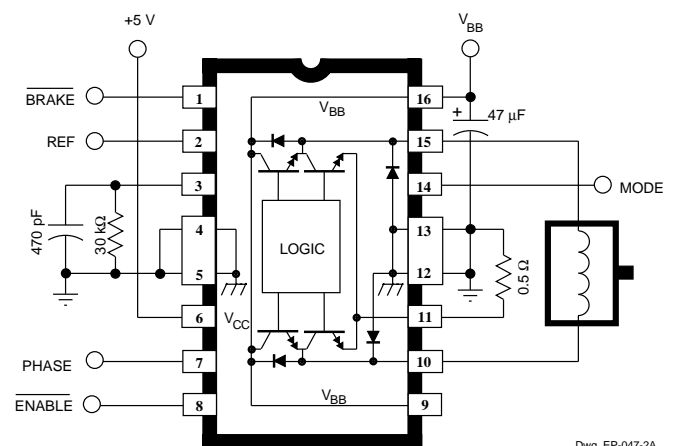 +5 V
V_BB
BRAKE
1
V_BB
16
+
47 µF
REF
2
15
3
14
MODE
470 pF
30 kΩ
4
13
LOGIC
0.5 Ω
5
12
6
V_CC
11
PHASE
7
10
ENABLE
8
V_BB
9
Dwg. EP-047-2A